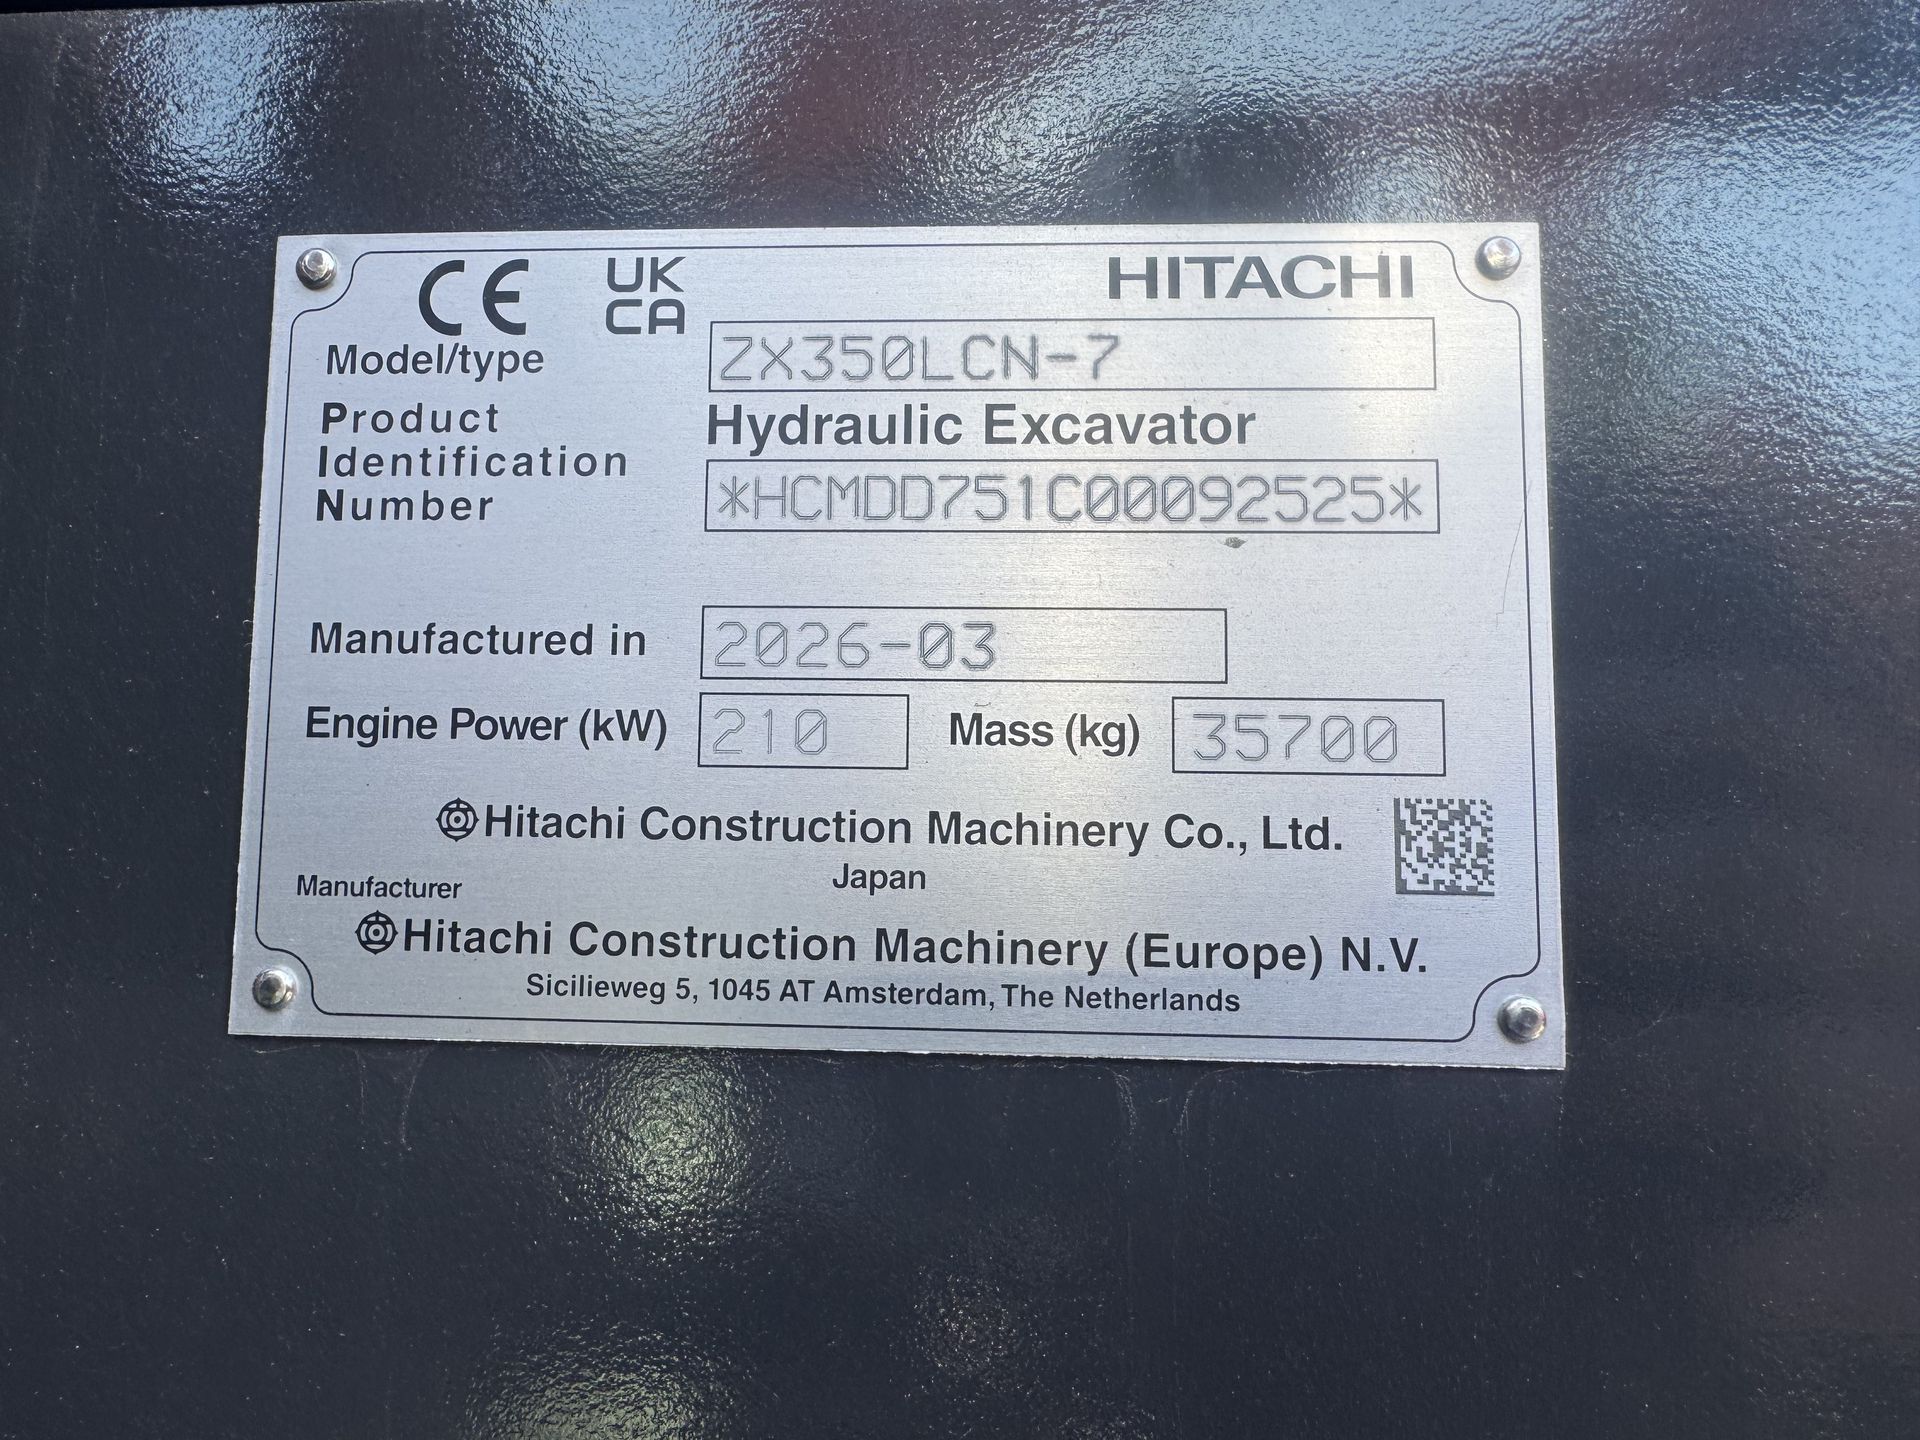 CE UK CA HITACHI
Model/type ZX350LCN-7
Product Hydraulic Excavator
Identification
Number *HCMDD751C00092525*
Manufactured in 2026-03
Engine Power (kW) 210 Mass (kg) 35700
Hitachi Construction Machinery Co., Ltd.
Japan
Manufacturer
Hitachi Construction Machinery (Europe) N.V.
Sicilieweg 5, 1045 AT Amsterdam, The Netherlands